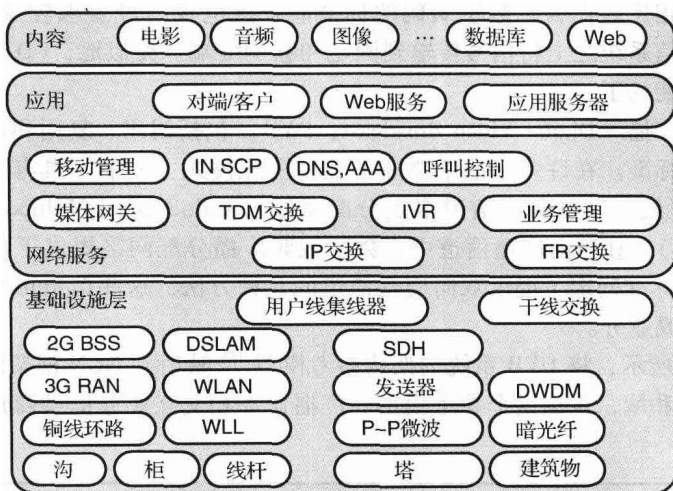 内容 电影 音频 图像 … 数据库 Web
应用 对端/客户 Web服务 应用服务器
移动管理 IN SCP DNS,AAA 呼叫控制
媒体网关 TDM交换 IVR 业务管理
网络服务 IP交换 FR交换
基础设施层 用户线集线器 干线交换
2G BSS DSLAM SDH
3G RAN WLAN 发送器 DWDM
铜线环路 WLL P~P微波 暗光纤
沟 柜 线杆 塔 建筑物